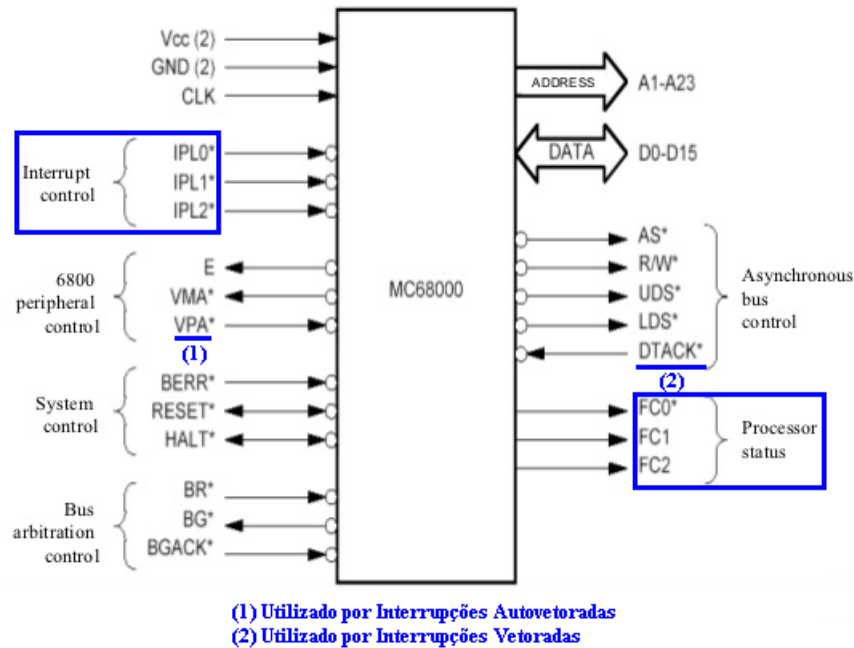 Vcc (2)
GND (2)
CLK
Interrupt
control
IPL0*
IPL1*
IPL2*
6800
peripheral
control
E
VMA*
VPA*
(1)
System
control
BERR*
RESET*
HALT*
Bus
arbitration
control
BR*
BG*
BGACK*
MC68000
ADDRESS
A1-A23
DATA
D0-D15
AS*
R/W*
UDS*
LDS*
DTACK*
(2)
Asynchronous
bus
control
FC0*
FC1
FC2
Processor
status
(1) Utilizado por Interrupções Autovetoradas
(2) Utilizado por Interrupções Vetoradas